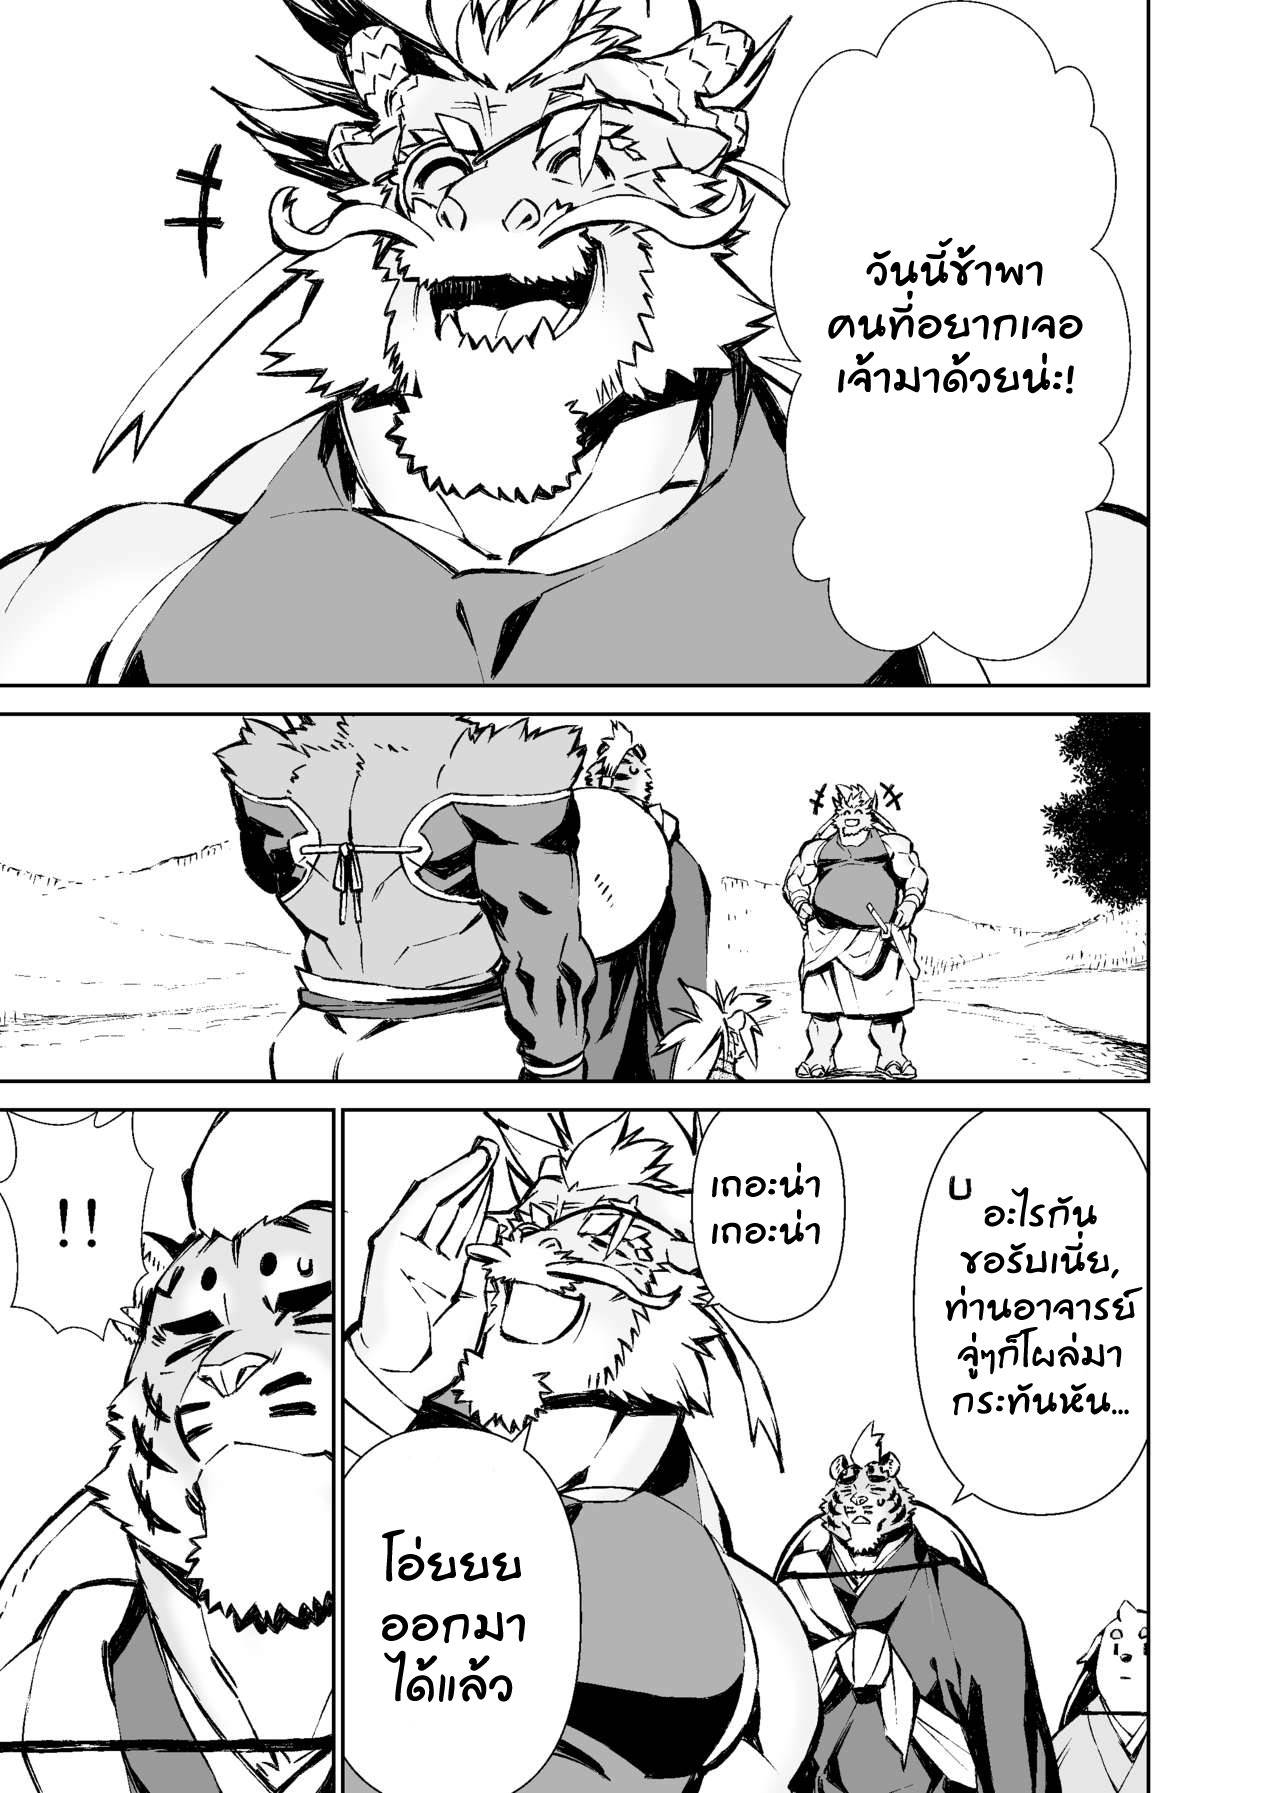 วันนี้ข้าพา
คนที่อยากเจอ
เจ้ามาด้วยน่ะ!
อะไรกัน
ขอรับเนี่ย,
ท่านอาจารย์
จู่ๆก็โผล่มา
กระทันหัน...
เถอะน่า
เถอะน่า
โอ่ยยย
ออกมา
ได้แล้ว
!!